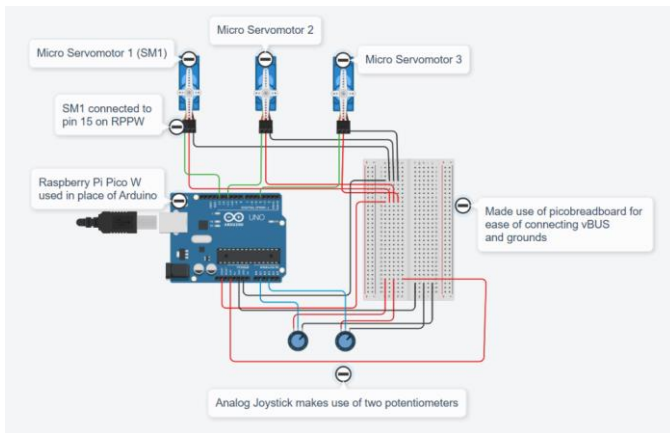 Micro Servomotor 2
Micro Servomotor 1 (SM1)
Micro Servomotor 3
SM1 connected to
pin 15 on RPPW
Raspberry Pi Pico W
used in place of Arduino
ARDUINO
UNO
Made use of picobreadboard for
ease of connecting vBUS
and grounds
Analog Joystick makes use of two potentiometers